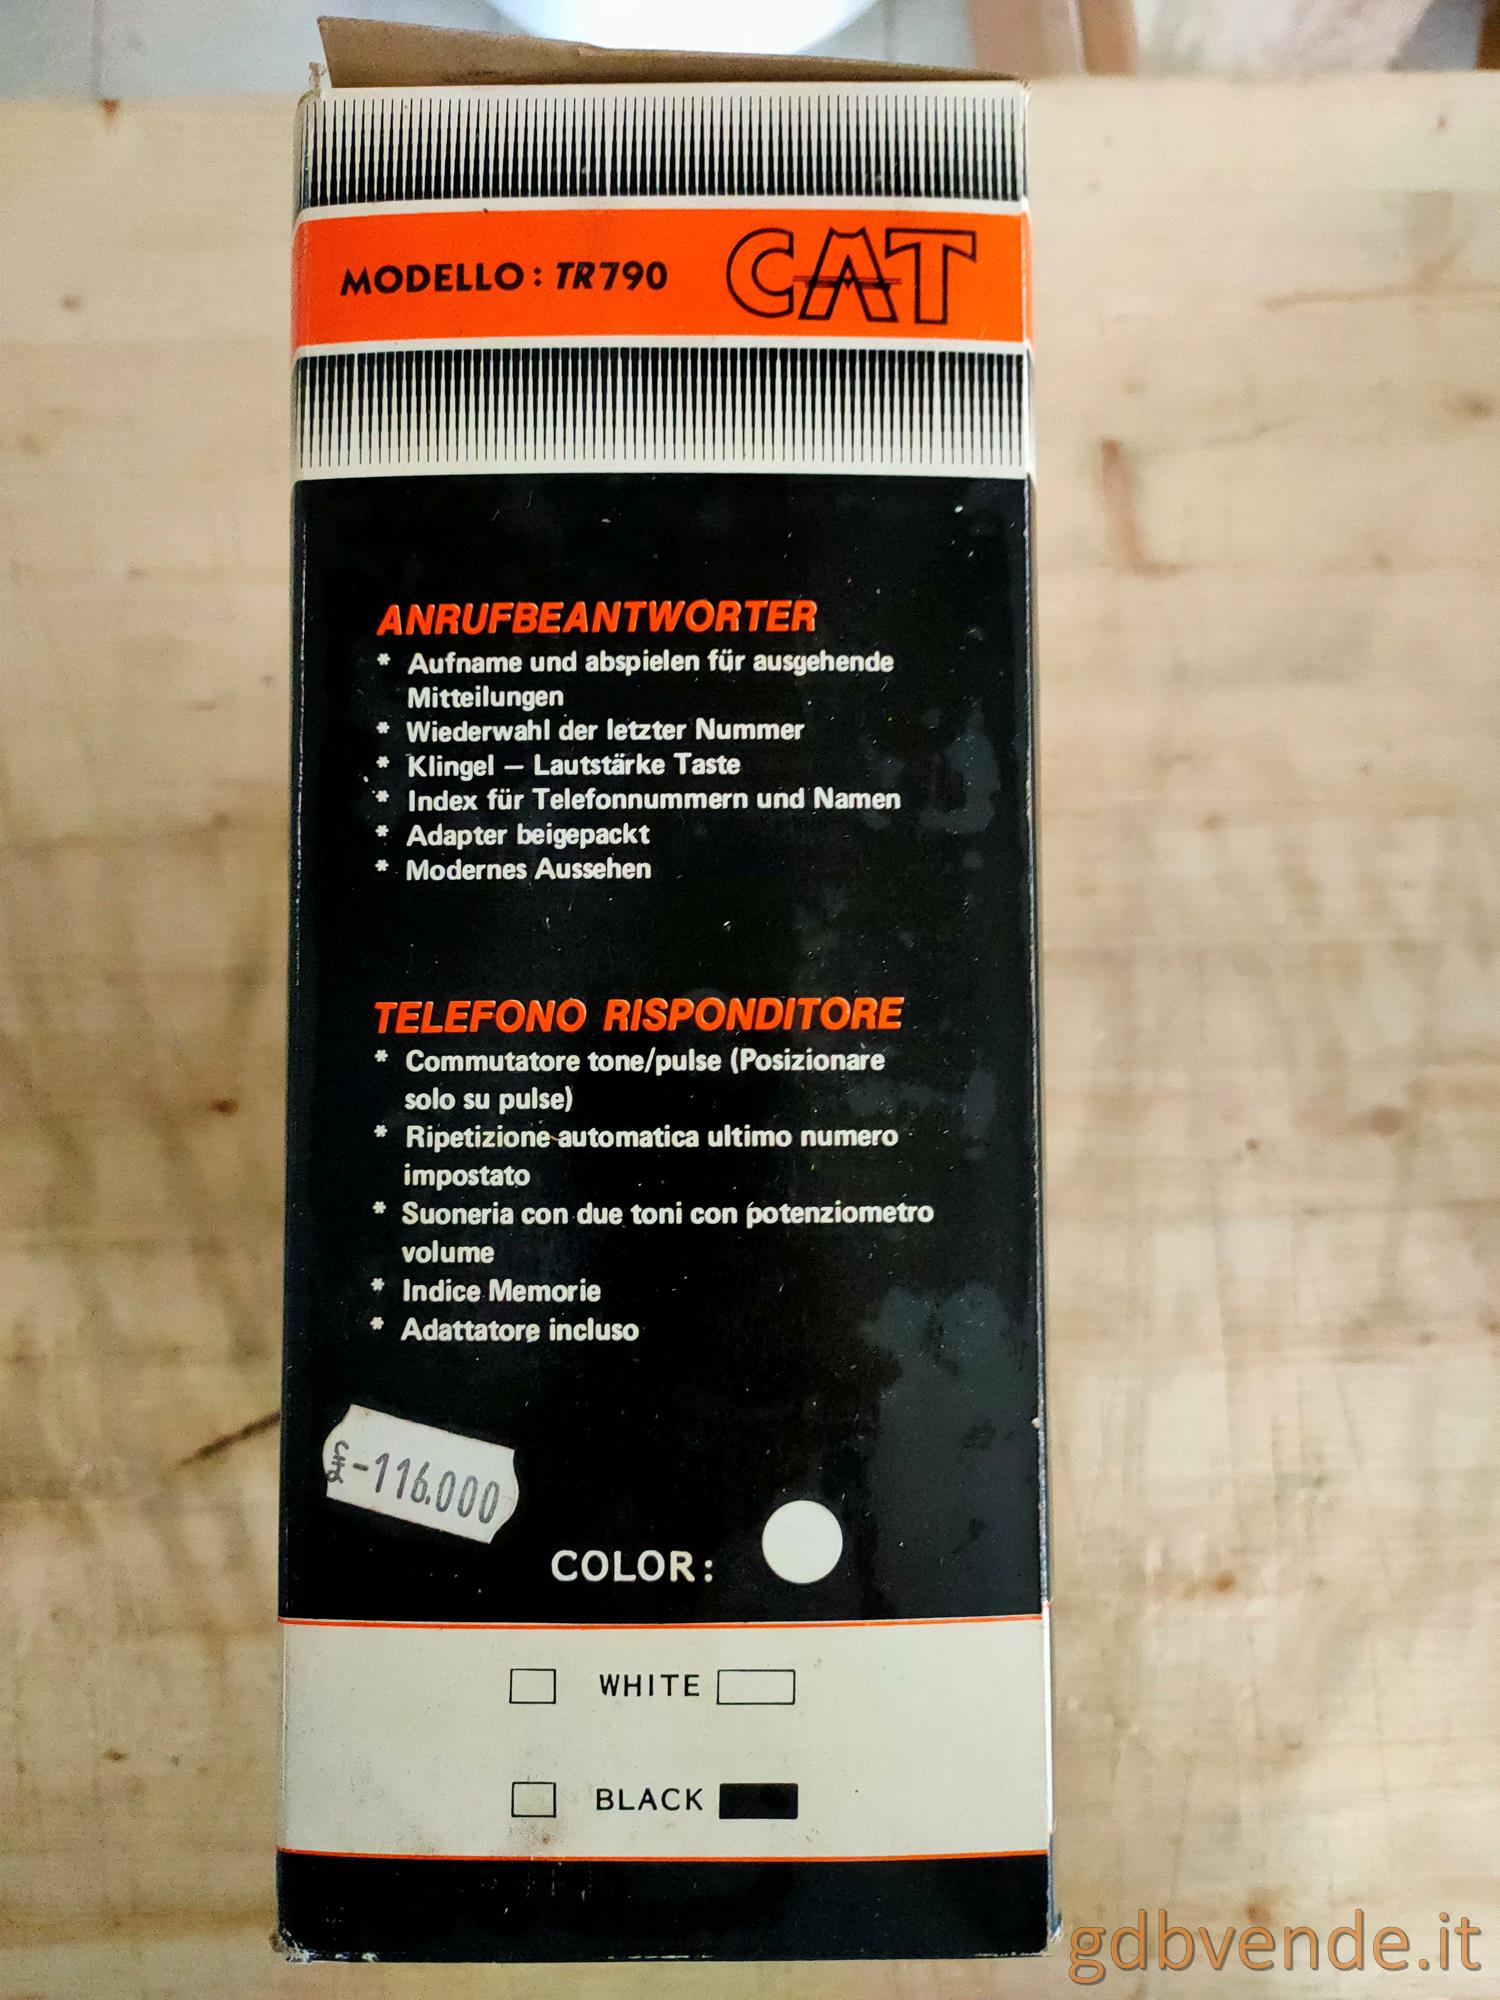 MODELLO: TR790 CAT
ANRUFBEANTWORTER
* Aufname und abspielen für ausgehende
Mitteilungen
* Wiederwahl der letzter Nummer
* Klingel — Lautstärke Taste
* Index für Telefonnummern und Namen
* Adapter beigepackt
* Modernes Aussehen
TELEFONO RISPONDITORE
* Commutatore tone/pulse (Posizionare
solo su pulse)
* Ripetizione automatica ultimo numero
impostato
* Suoneria con due toni con potenziometro
volume
* Indice Memorie
* Adattatore incluso
£-116.000
COLOR:
WHITE
BLACK
gdbvende.it